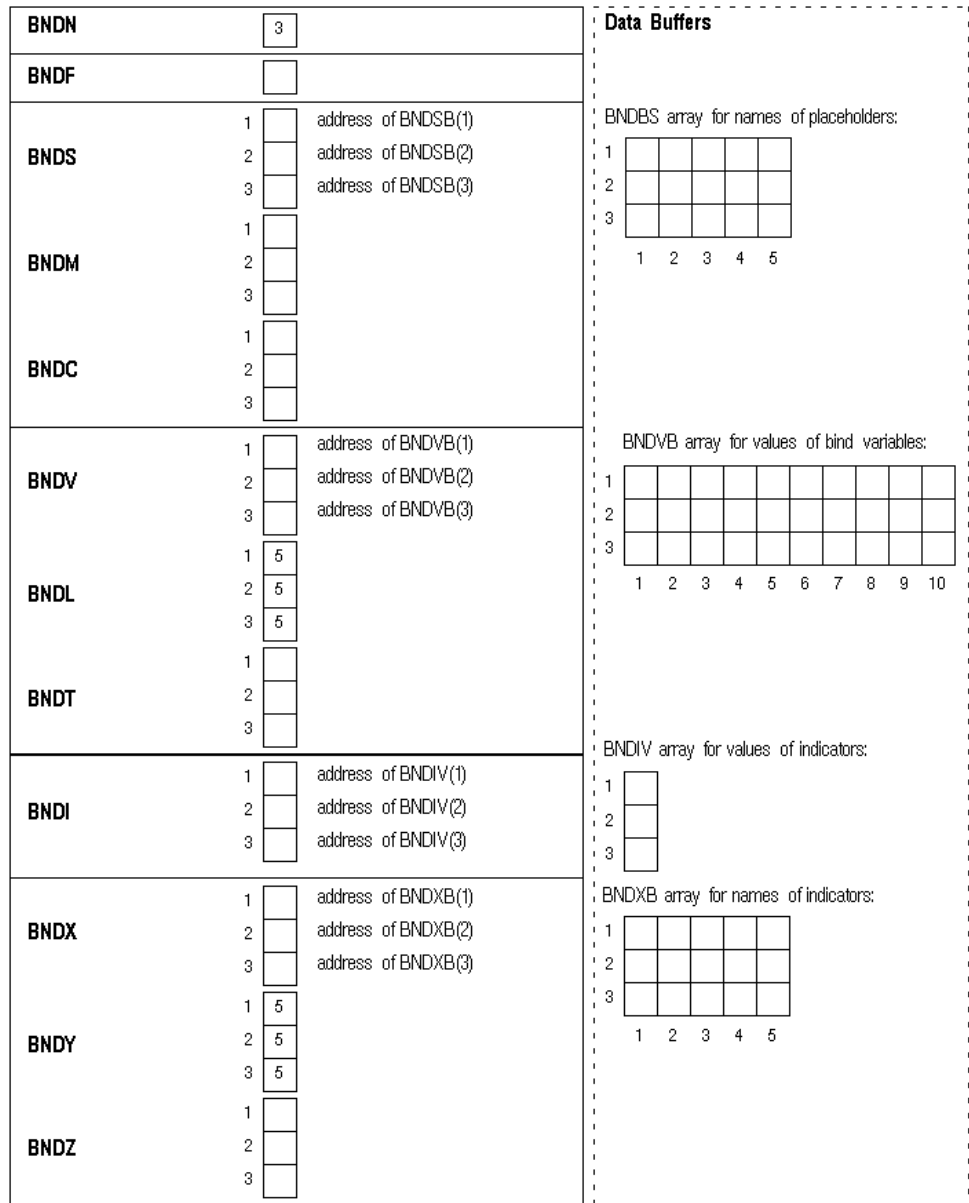 BNDN 3
BNDF
BNDS
1 address of BNDSB(1)
2 address of BNDSB(2)
3 address of BNDSB(3)
BNDM
1
2
3
BNDC
1
2
3
BNDV
1 address of BNDVB(1)
2 address of BNDVB(2)
3 address of BNDVB(3)
BNDL
1 5
2 5
3 5
BNDT
1
2
3
BNDI
1 address of BNDIV(1)
2 address of BNDIV(2)
3 address of BNDIV(3)
BNDX
1 address of BNDXB(1)
2 address of BNDXB(2)
3 address of BNDXB(3)
BNDY
1 5
2 5
3 5
BNDZ
1
2
3
Data Buffers
BNDBS array for names of placeholders:
1
2
3
1 2 3 4 5
BNDVB array for values of bind variables:
1
2
3
1 2 3 4 5 6 7 8 9 10
BNDIV array for values of indicators:
1
2
3
BNDXB array for names of indicators:
1
2
3
1 2 3 4 5